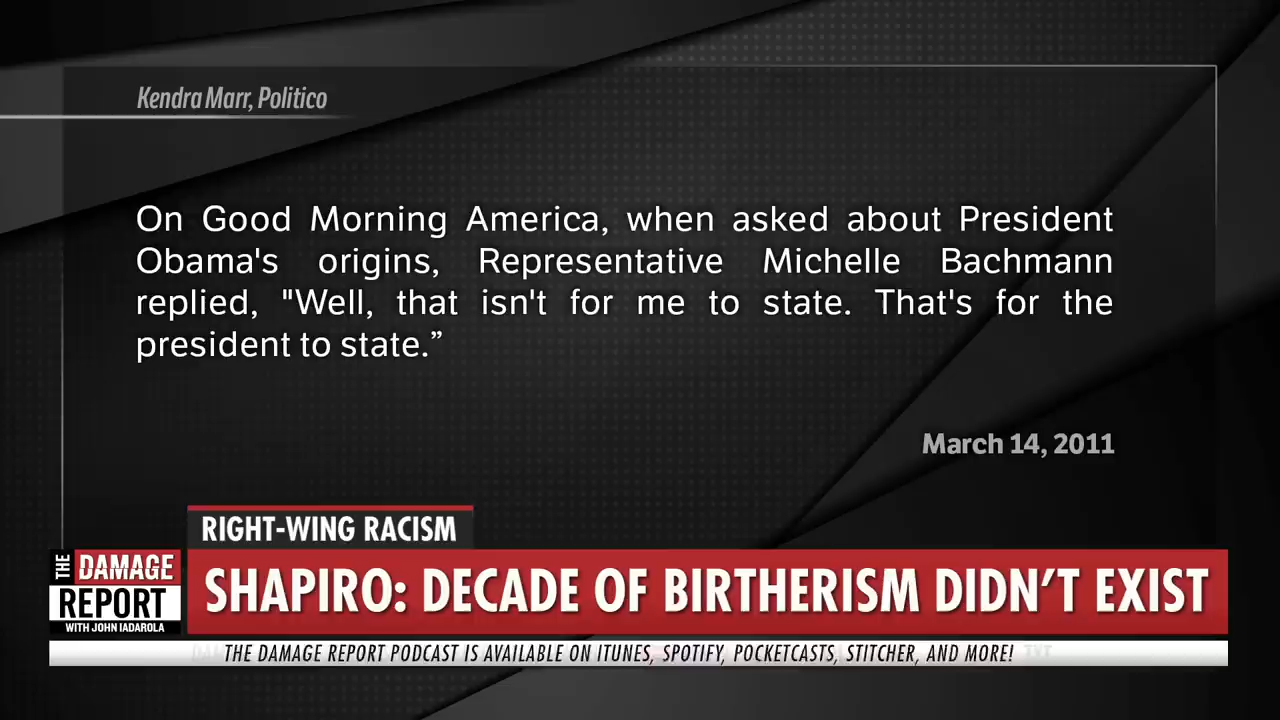 Kendra Marr, Politico
On Good Morning America, when asked about President
Obama's origins, Representative Michelle Bachmann
replied, "Well, that isn't for me to state. That's for the
president to state.”
March 14, 2011
RIGHT-WING RACISM
THE DAMAGE
REPORT
WITH JOHN IADAROLA
SHAPIRO: DECADE OF BIRTHERISM DIDN'T EXIST
THE DAMAGE REPORT PODCAST IS AVAILABLE ON ITUNES, SPOTIFY, POCKETCASTS, STITCHER, AND MORE!